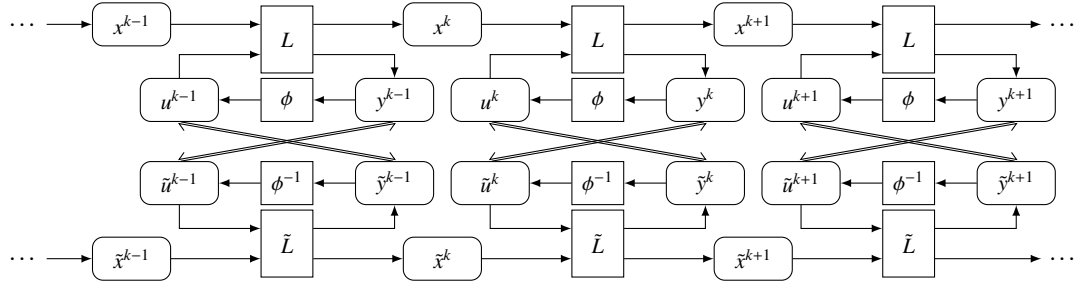 ⋯ x^{k−1} L x^k L x^{k+1} L ⋯
u^{k−1} ϕ y^{k−1} u^k ϕ y^k u^{k+1} ϕ y^{k+1}
ũ^{k−1} ϕ^{−1} ỹ^{k−1} ũ^k ϕ^{−1} ỹ^k ũ^{k+1} ϕ^{−1} ỹ^{k+1}
⋯ x̃^{k−1} L̃ x̃^k L̃ x̃^{k+1} L̃ ⋯